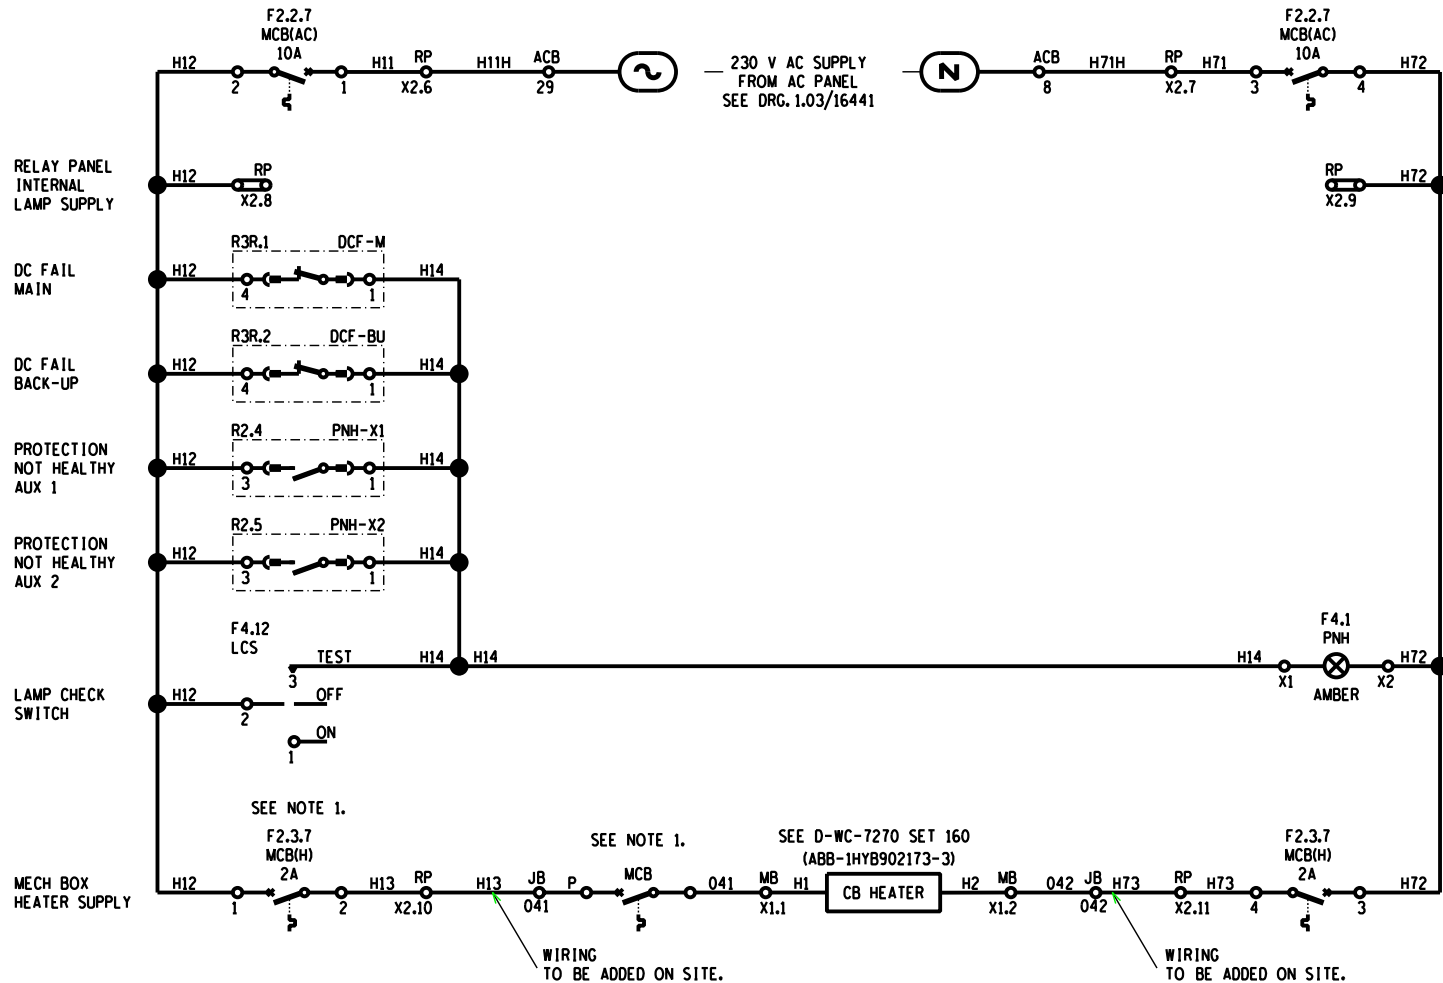 F2.2.7
MCB(AC)
10A
H12
2
1
H11
RP
X2.6
H11H
ACB
29
230 V AC SUPPLY
FROM AC PANEL
SEE DRG. 1.03/16441
N
ACB
8
H71H
RP
X2.7
H71
3
F2.2.7
MCB(AC)
10A
4
H72
RELAY PANEL
INTERNAL
LAMP SUPPLY
H12
RP
X2.8
RP
X2.9
H72
DC FAIL
MAIN
H12
R3R.1
DCF-M
4
1
H14
DC FAIL
BACK-UP
H12
R3R.2
DCF-BU
4
1
H14
PROTECTION
NOT HEALTHY
AUX 1
H12
R2.4
PNH-X1
3
1
H14
PROTECTION
NOT HEALTHY
AUX 2
H12
R2.5
PNH-X2
3
1
H14
F4.12
LCS
TEST
3
H14
H14
H14
X1
F4.1
PNH
AMBER
X2
H72
LAMP CHECK
SWITCH
H12
2
OFF
ON
1
SEE NOTE 1.
MECH BOX
HEATER SUPPLY
H12
1
F2.3.7
MCB(H)
2A
2
H13
RP
X2.10
H13
JB
041
P
SEE NOTE 1.
MCB
041
MB
X1.1
H1
SEE D-WC-7270 SET 160
(ABB-1HYB902173-3)
CB HEATER
H2
MB
X1.2
042
JB
042
H73
RP
X2.11
H73
4
F2.3.7
MCB(H)
2A
3
H72
WIRING
TO BE ADDED ON SITE.
WIRING
TO BE ADDED ON SITE.